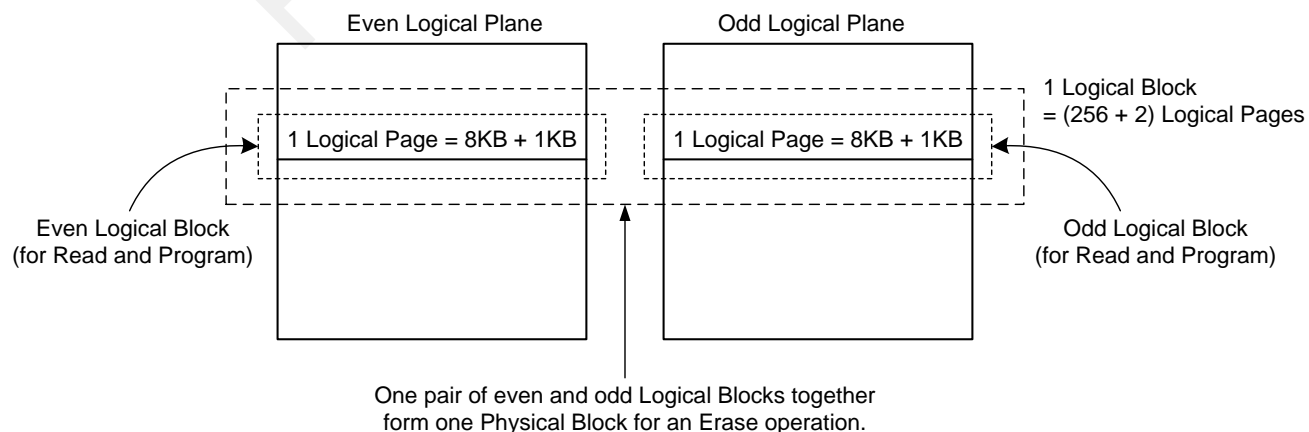 Even Logical Plane
Odd Logical Plane
1 Logical Block
= (256 + 2) Logical Pages
1 Logical Page = 8KB + 1KB
1 Logical Page = 8KB + 1KB
Even Logical Block
(for Read and Program)
Odd Logical Block
(for Read and Program)
One pair of even and odd Logical Blocks together
form one Physical Block for an Erase operation.